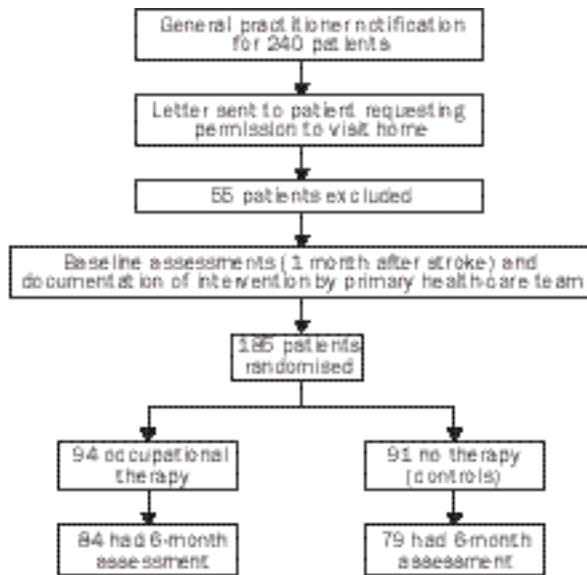 General practitioner notification
for 240 patients
Letter sent to patient requesting
permission to visit home
55 patients excluded
Baseline assessments (1 month after stroke) and
documentation of intervention by primary health-care team
185 patients
randomised
94 occupational
therapy
91 no therapy
(controls)
84 had 6-month
assessment
79 had 6-month
assessment